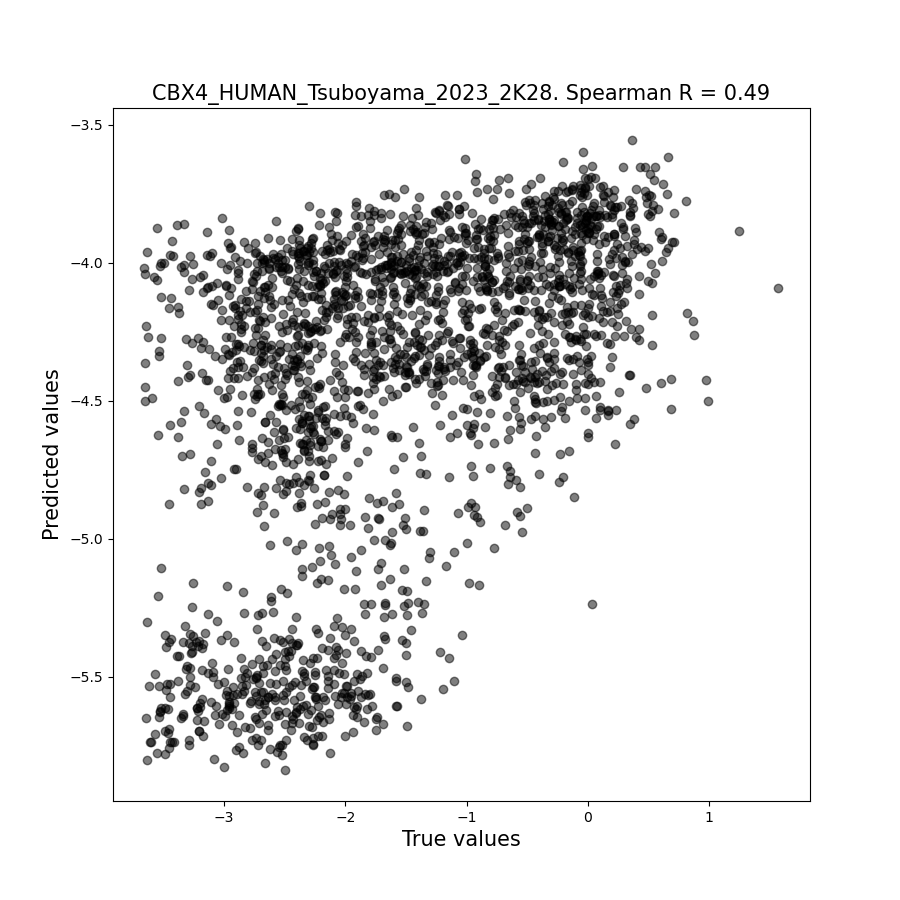 CBX4_HUMAN_Tsuboyama_2023_2K28. Spearman R = 0.49
−3.5
−4.0
−4.5
−5.0
−5.5
Predicted values
−3 −2 −1 0 1
True values